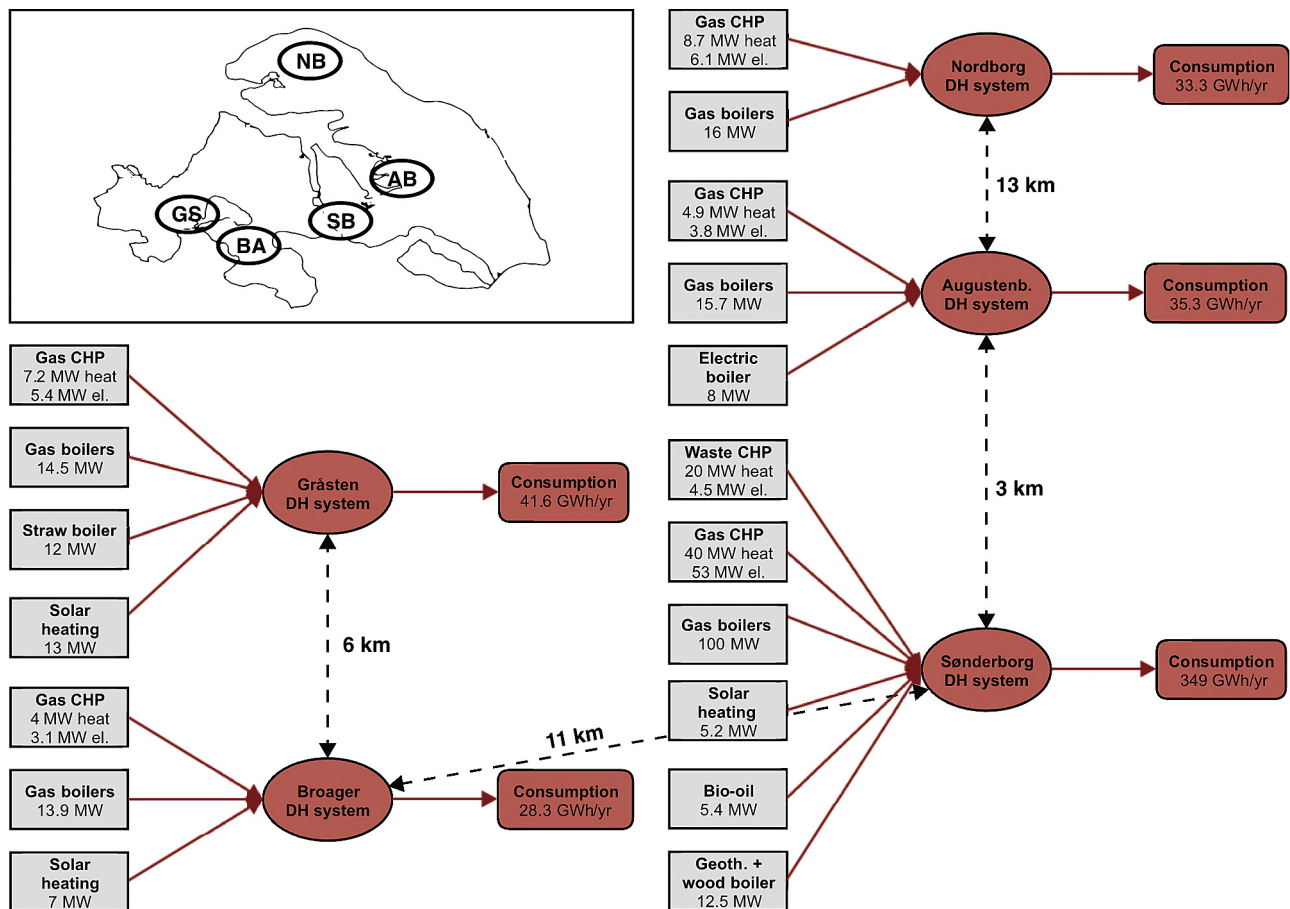 NB
AB
GS
SB
BA
Gas CHP
7.2 MW heat
5.4 MW el.
Gas boilers
14.5 MW
Straw boiler
12 MW
Solar
heating
13 MW
Gråsten
DH system
Consumption
41.6 GWh/yr
6 km
Gas CHP
4 MW heat
3.1 MW el.
Gas boilers
13.9 MW
Solar
heating
7 MW
Broager
DH system
Consumption
28.3 GWh/yr
11 km
Gas CHP
8.7 MW heat
6.1 MW el.
Gas boilers
16 MW
Nordborg
DH system
Consumption
33.3 GWh/yr
13 km
Gas CHP
4.9 MW heat
3.8 MW el.
Gas boilers
15.7 MW
Electric
boiler
8 MW
Augustenb.
DH system
Consumption
35.3 GWh/yr
3 km
Waste CHP
20 MW heat
4.5 MW el.
Gas CHP
40 MW heat
53 MW el.
Gas boilers
100 MW
Solar
heating
5.2 MW
Bio-oil
5.4 MW
Geoth. +
wood boiler
12.5 MW
Sønderborg
DH system
Consumption
349 GWh/yr